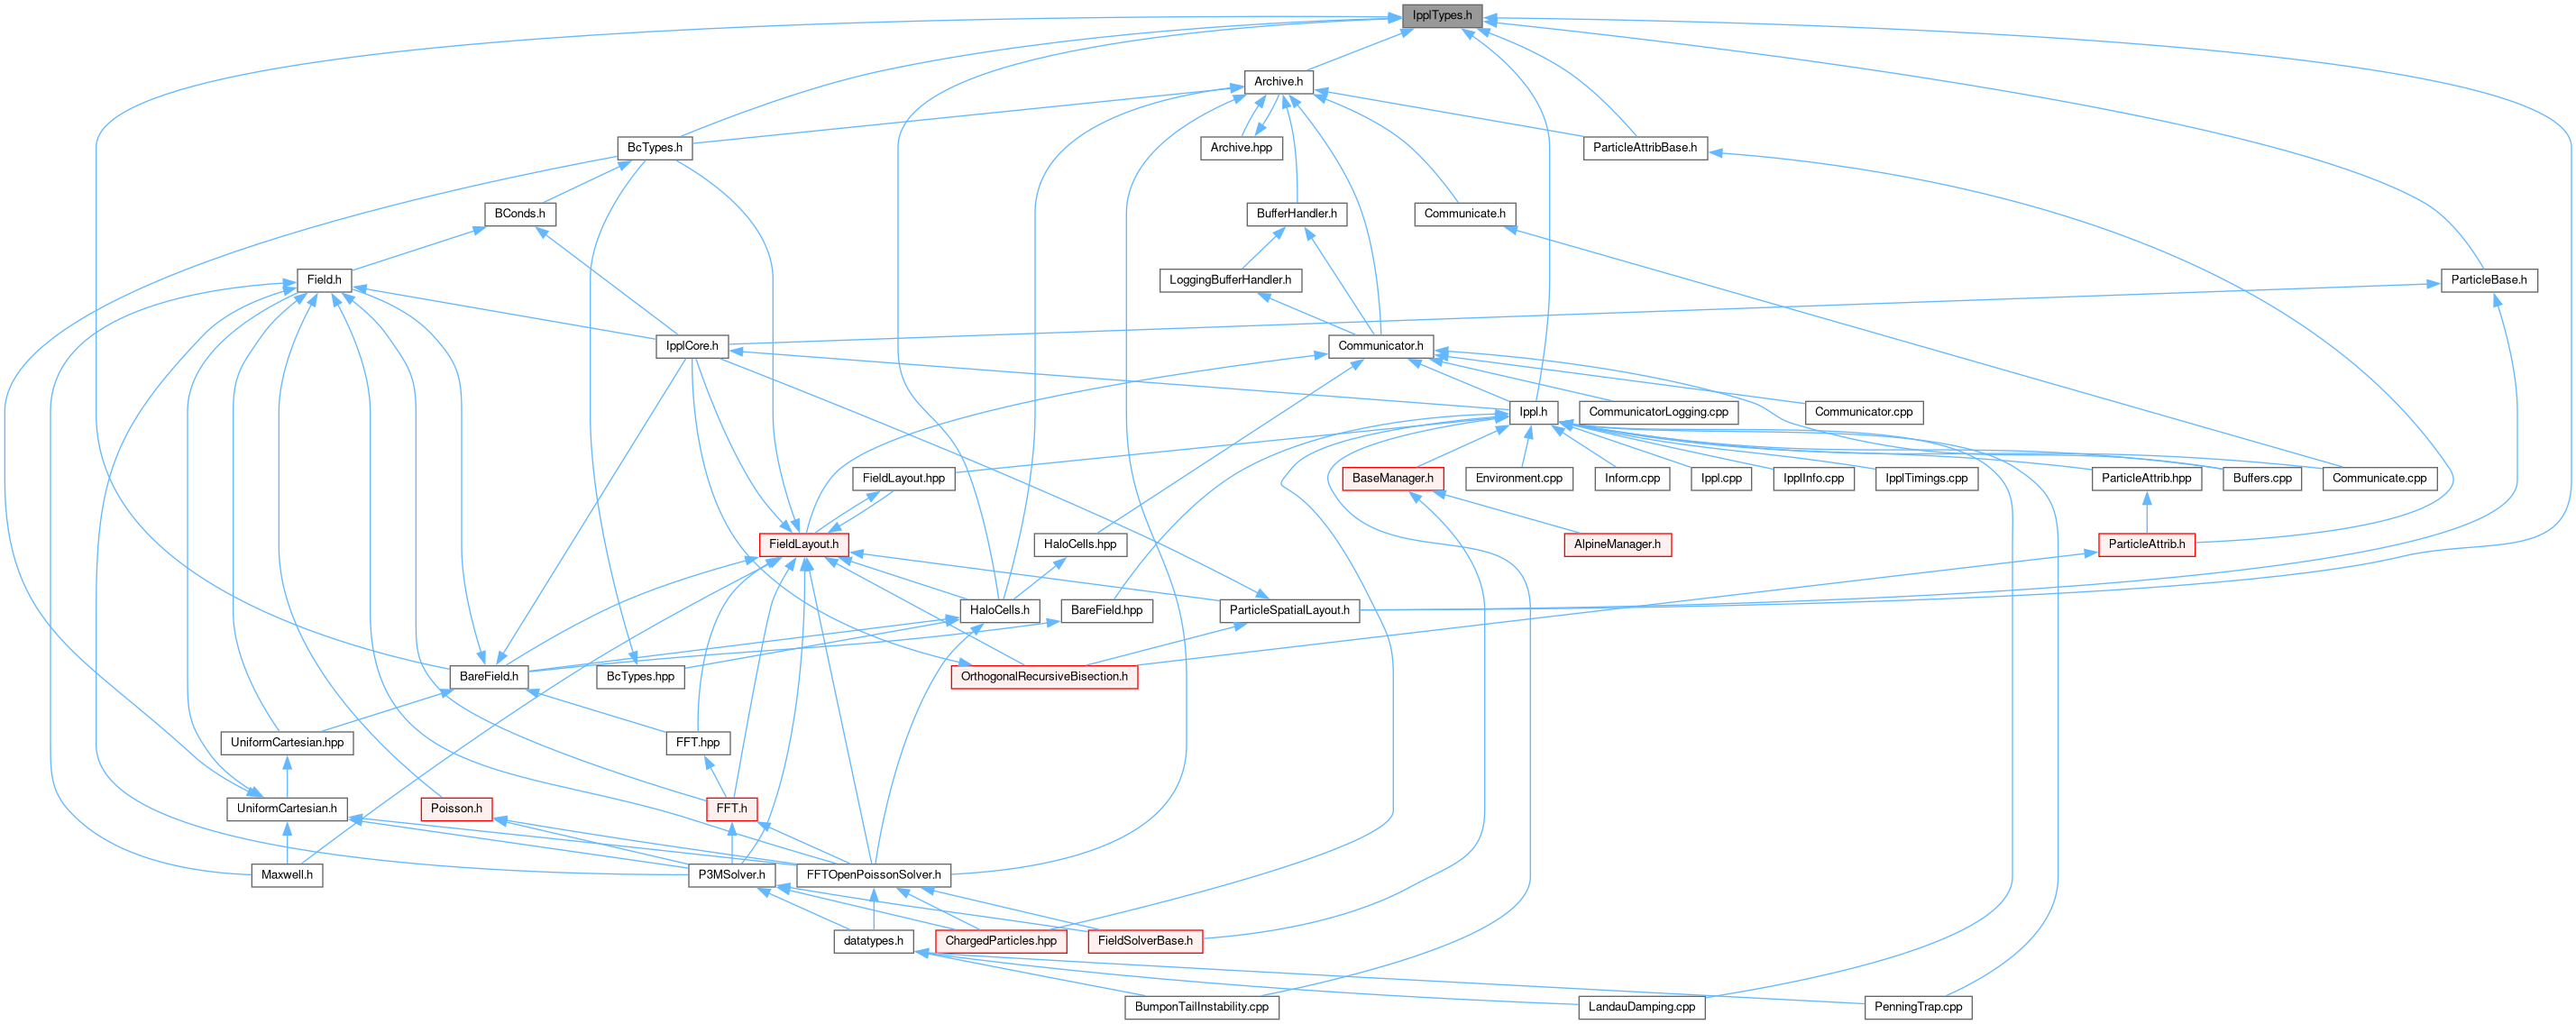 IpplTypes.h
Archive.h
BcTypes.h
Archive.hpp
ParticleAttribBase.h
BConds.h
BufferHandler.h
Communicate.h
Field.h
LoggingBufferHandler.h
ParticleBase.h
IpplCore.h
Communicator.h
Ippl.h
CommunicatorLogging.cpp
Communicator.cpp
FieldLayout.hpp
BaseManager.h
Environment.cpp
Inform.cpp
Ippl.cpp
IpplInfo.cpp
IpplTimings.cpp
ParticleAttrib.hpp
Buffers.cpp
Communicate.cpp
FieldLayout.h
HaloCells.hpp
AlpineManager.h
ParticleAttrib.h
HaloCells.h
BareField.hpp
ParticleSpatialLayout.h
BareField.h
BcTypes.hpp
OrthogonalRecursiveBisection.h
UniformCartesian.hpp
FFT.hpp
UniformCartesian.h
Poisson.h
FFT.h
Maxwell.h
P3MSolver.h
FFTOpenPoissonSolver.h
datatypes.h
ChargedParticles.hpp
FieldSolverBase.h
BumponTailInstability.cpp
LandauDamping.cpp
PenningTrap.cpp